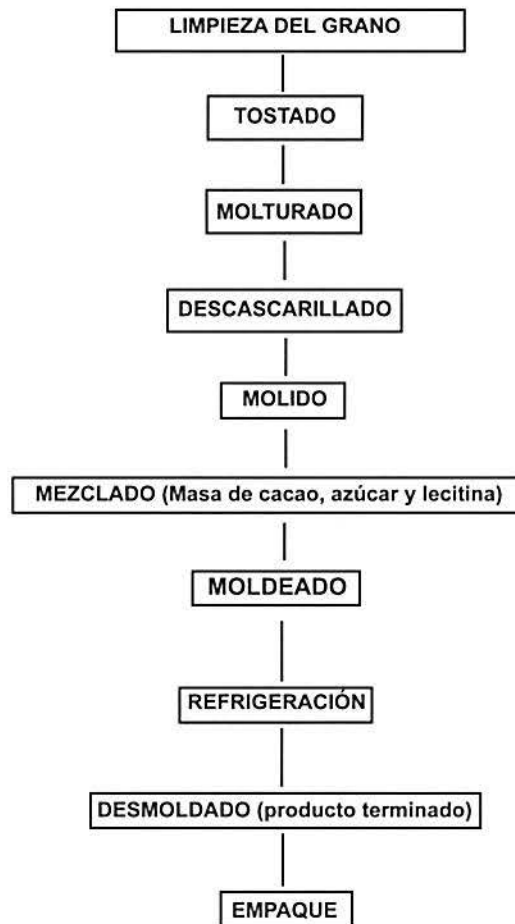 LIMPIEZA DEL GRANO
TOSTADO
MOLTURADO
DESCASCARILLADO
MOLIDO
MEZCLADO (Masa de cacao, azúcar y lecitina)
MOLDEADO
REFRIGERACIÓN
DESMOLDADO (producto terminado)
EMPAQUE